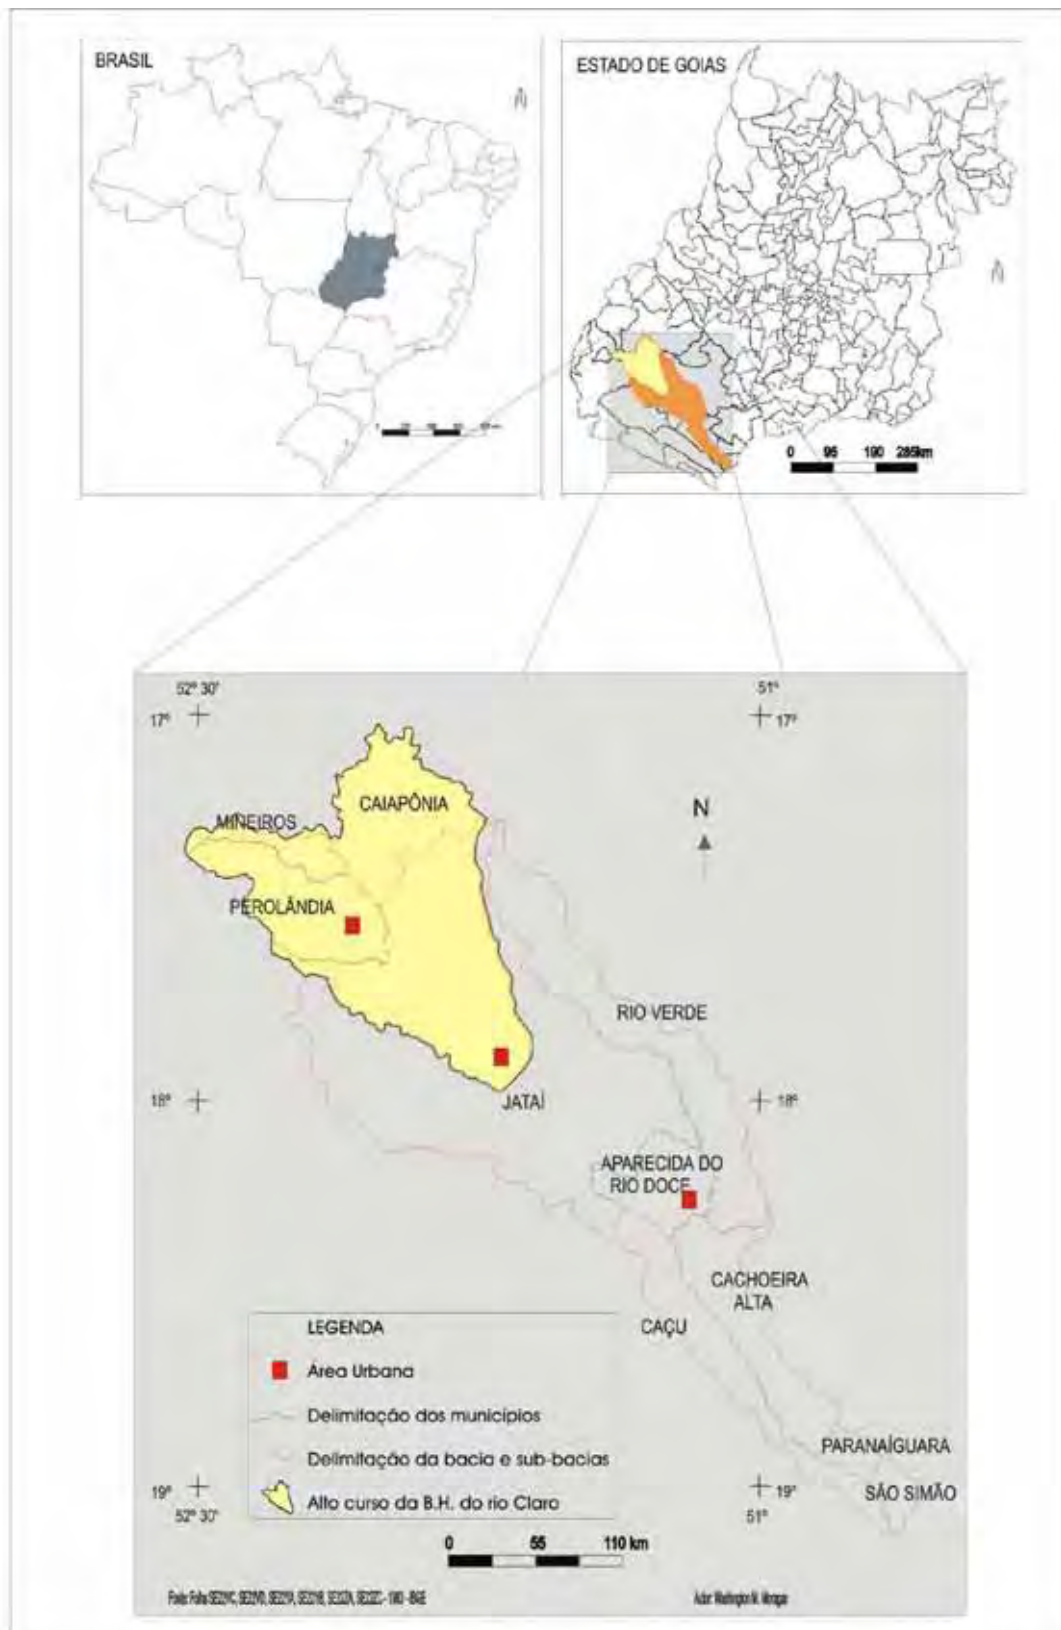 BRASIL
ESTADO DE GOIAS
0 95 190 285km
52º 30'
51º
17º
17º
CAIAPÔNIA
MINEIROS
N
PEROLÂNDIA
RIO VERDE
18º
18º
JATAÍ
APARECIDA DO
RIO DOCE
CACHOEIRA
ALTA
CAÇU
LEGENDA
Área Urbana
Delimitação dos municípios
Delimitação da bacia e sub-bacias
Alto curso da B.H. do rio Claro
PARANAÍGUARA
SÃO SIMÃO
19º
19º
52º 30'
51º
0 55 110 km